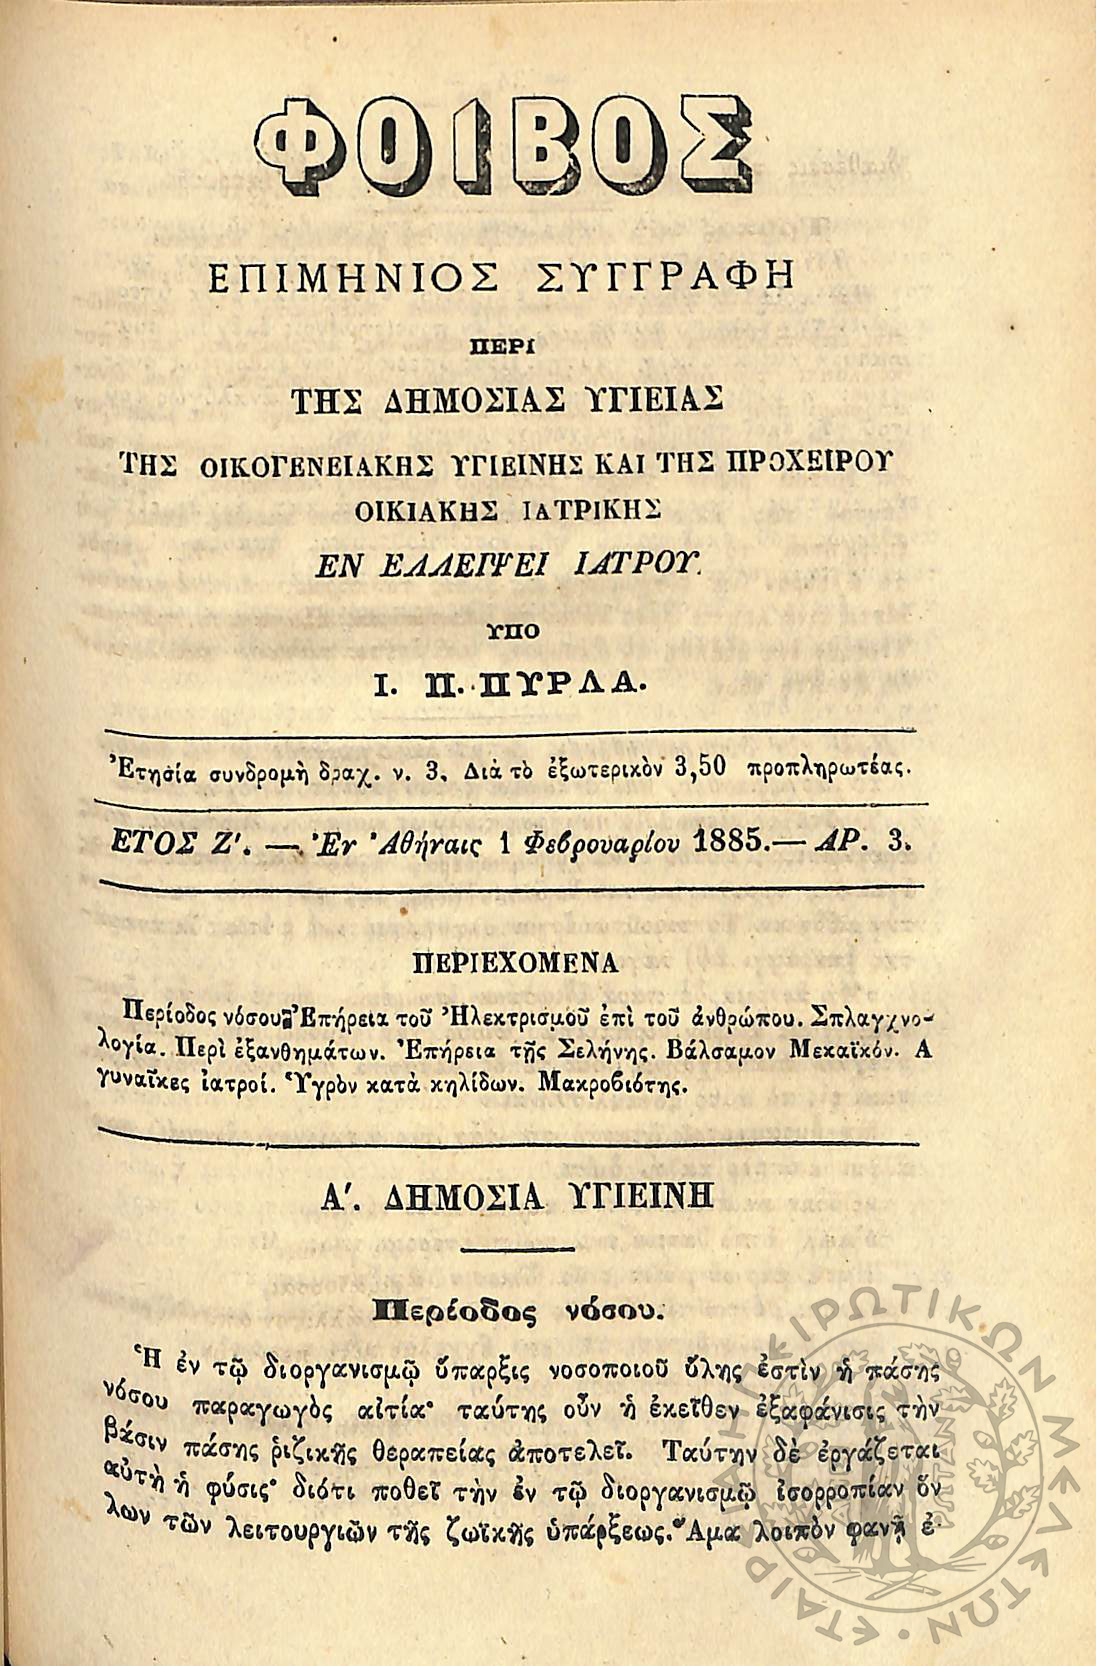 ΦΟΙΒΟΣ
ΕΠΙΜΗΝΙΟΣ ΣΥΓΓΡΑΦΗ
ΠΕΡΙ
ΤΗΣ ΔΗΜΟΣΙΑΣ ΥΓΙΕΙΑΣ
ΤΗΣ ΟΙΚΟΓΕΝΕΙΑΚΗΣ ΥΓΙΕΙΝΗΣ ΚΑΙ ΤΗΣ ΠΡΟΧΕΙΡΟΥ
ΟΙΚΙΑΚΗΣ ΙΑΤΡΙΚΗΣ
ΕΝ ΕΛΛΕΙΨΕΙ ΙΑΤΡΟΥ.
ΥΠΟ
Ι. Π. ΠΥΡΛΑ.
Ἐτησία συνδρομὴ δραχ. ν. 3. Διὰ τὸ ἐξωτερικὸν 3,50 προπληρωτέας.
ΕΤΟΣ Ζ′. — Ἐν Ἀθήναις 1 Φεβρουαρίου 1885.— ΑΡ. 3.
ΠΕΡΙΕΧΟΜΕΝΑ
Περίοδος νόσου. Ἐπήρεια τοῦ Ἠλεκτρισμοῦ ἐπὶ τοῦ ἀνθρώπου. Σπλαγχνο-
λογία. Περὶ ἐξανθημάτων. Ἐπήρεια τῆς Σελήνης. Βάλσαμον Μεκαϊκόν. Α
γυναῖκες ἰατροί. Ὑγρὸν κατὰ κηλίδων. Μακροβιότης.
Α′. ΔΗΜΟΣΙΑ ΥΓΙΕΙΝΗ
Περίοδος νόσου.
Ἡ ἐν τῷ διοργανισμῷ ὕπαρξις νοσοποιοῦ ὕλης ἐστὶν ἡ πάσης
νόσου παραγωγὸς αἰτία· ταύτης οὖν ἡ ἐκεῖθεν ἐξαφάνισις τὴν
βάσιν πάσης ῥιζικῆς θεραπείας ἀποτελεῖ. Ταύτην δὲ ἐργάζεται
αὐτὴ ἡ φύσις· διότι ποθεῖ τὴν ἐν τῷ διοργανισμῷ ἰσορροπίαν ὅν
λων τῶν λειτουργιῶν τῆς ζωϊκῆς ὑπάρξεως. Ἅμα λοιπὸν φανῇ ἐ-
ΕΤΑΙΡΕΙΑ ΗΠΕΙΡΩΤΙΚΩΝ ΜΕΛΕΤΩΝ